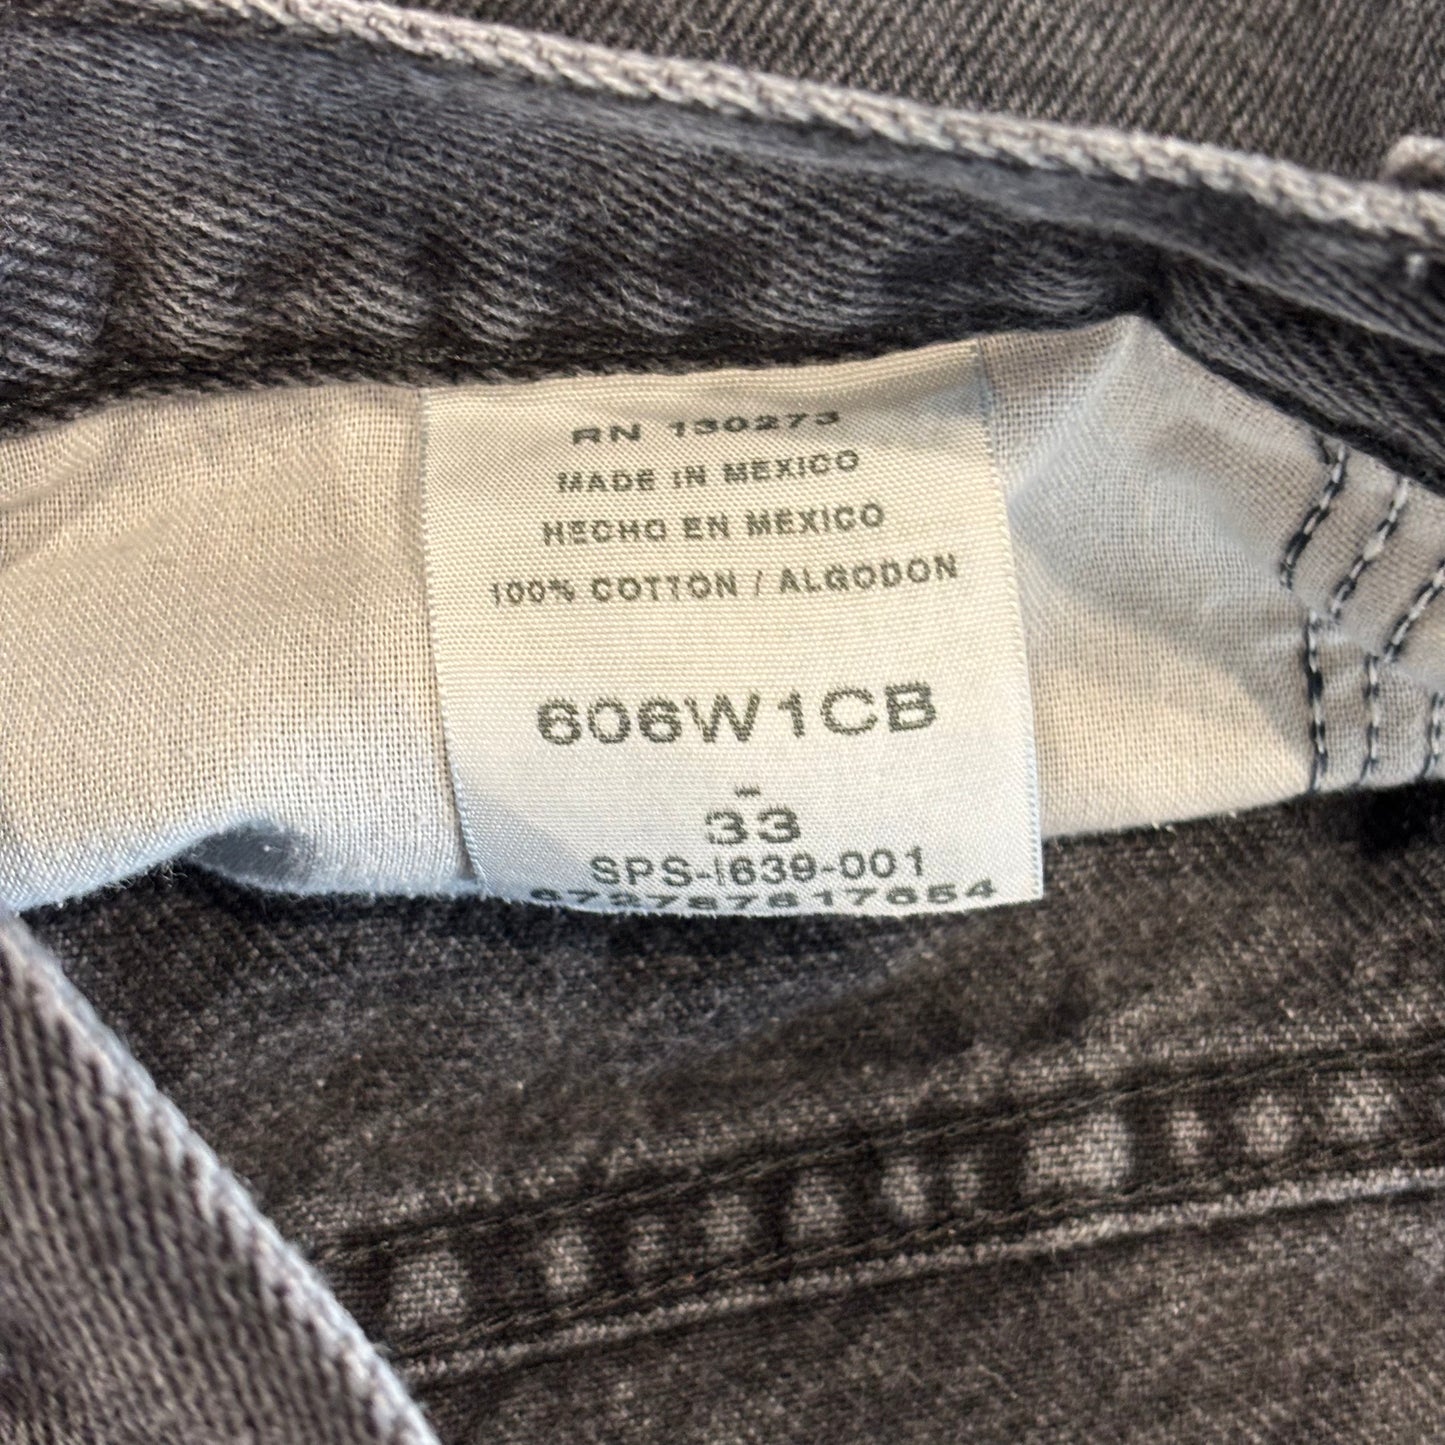 RN 130273
MADE IN MEXICO
HECHO EN MEXICO
100% COTTON / ALGODON
606W1CB
-
33
SPS-I639-001